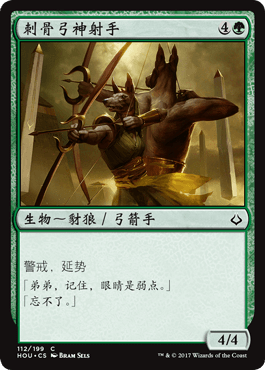 刺骨弓神射手 4
生物～豺狼 / 弓箭手
警戒，延势
「弟弟，记住，眼睛是弱点。」
「忘不了。」
4/4
112/199 C
HOU • CS BRAM SELS
™ & © 2017 Wizards of the Coast